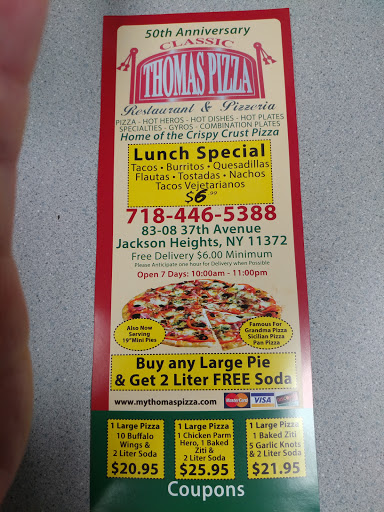 50th Anniversary
CLASSIC
THOMAS PIZZA
Restaurant & Pizzeria
PIZZA - HOT HEROS - HOT DISHES - HOT PLATES
SPECIALTIES - GYROS - COMBINATION PLATES
Home of the Crispy Crust Pizza
Lunch Special
Tacos • Burritos • Quesadillas
Flautas • Tostadas • Nachos
Tacos Vejetarianos
$6.99
718-446-5388
83-08 37th Avenue
Jackson Heights, NY 11372
Free Delivery $6.00 Minimum
Please Anticipate one hour for Delivery when Possible
Open 7 Days: 10:00am - 11:00pm
Also Now
Serving
19"Mini Pies
Famous For
Grandma Pizza
Sicilian Pizza
Pan Pizza
Buy any Large Pie
& Get 2 Liter FREE Soda
www.mythomaspizza.com
MasterCard
VISA
1 Large Pizza
10 Buffalo
Wings &
2 Liter Soda
$20.95
1 Large Pizza
1 Chicken Parm
Hero, 1 Baked
Ziti &
2 Liter Soda
$25.95
1 Large Pizza
1 Baked Ziti
5 Garlic Knots
& 2 Liter Soda
$21.95
Coupons